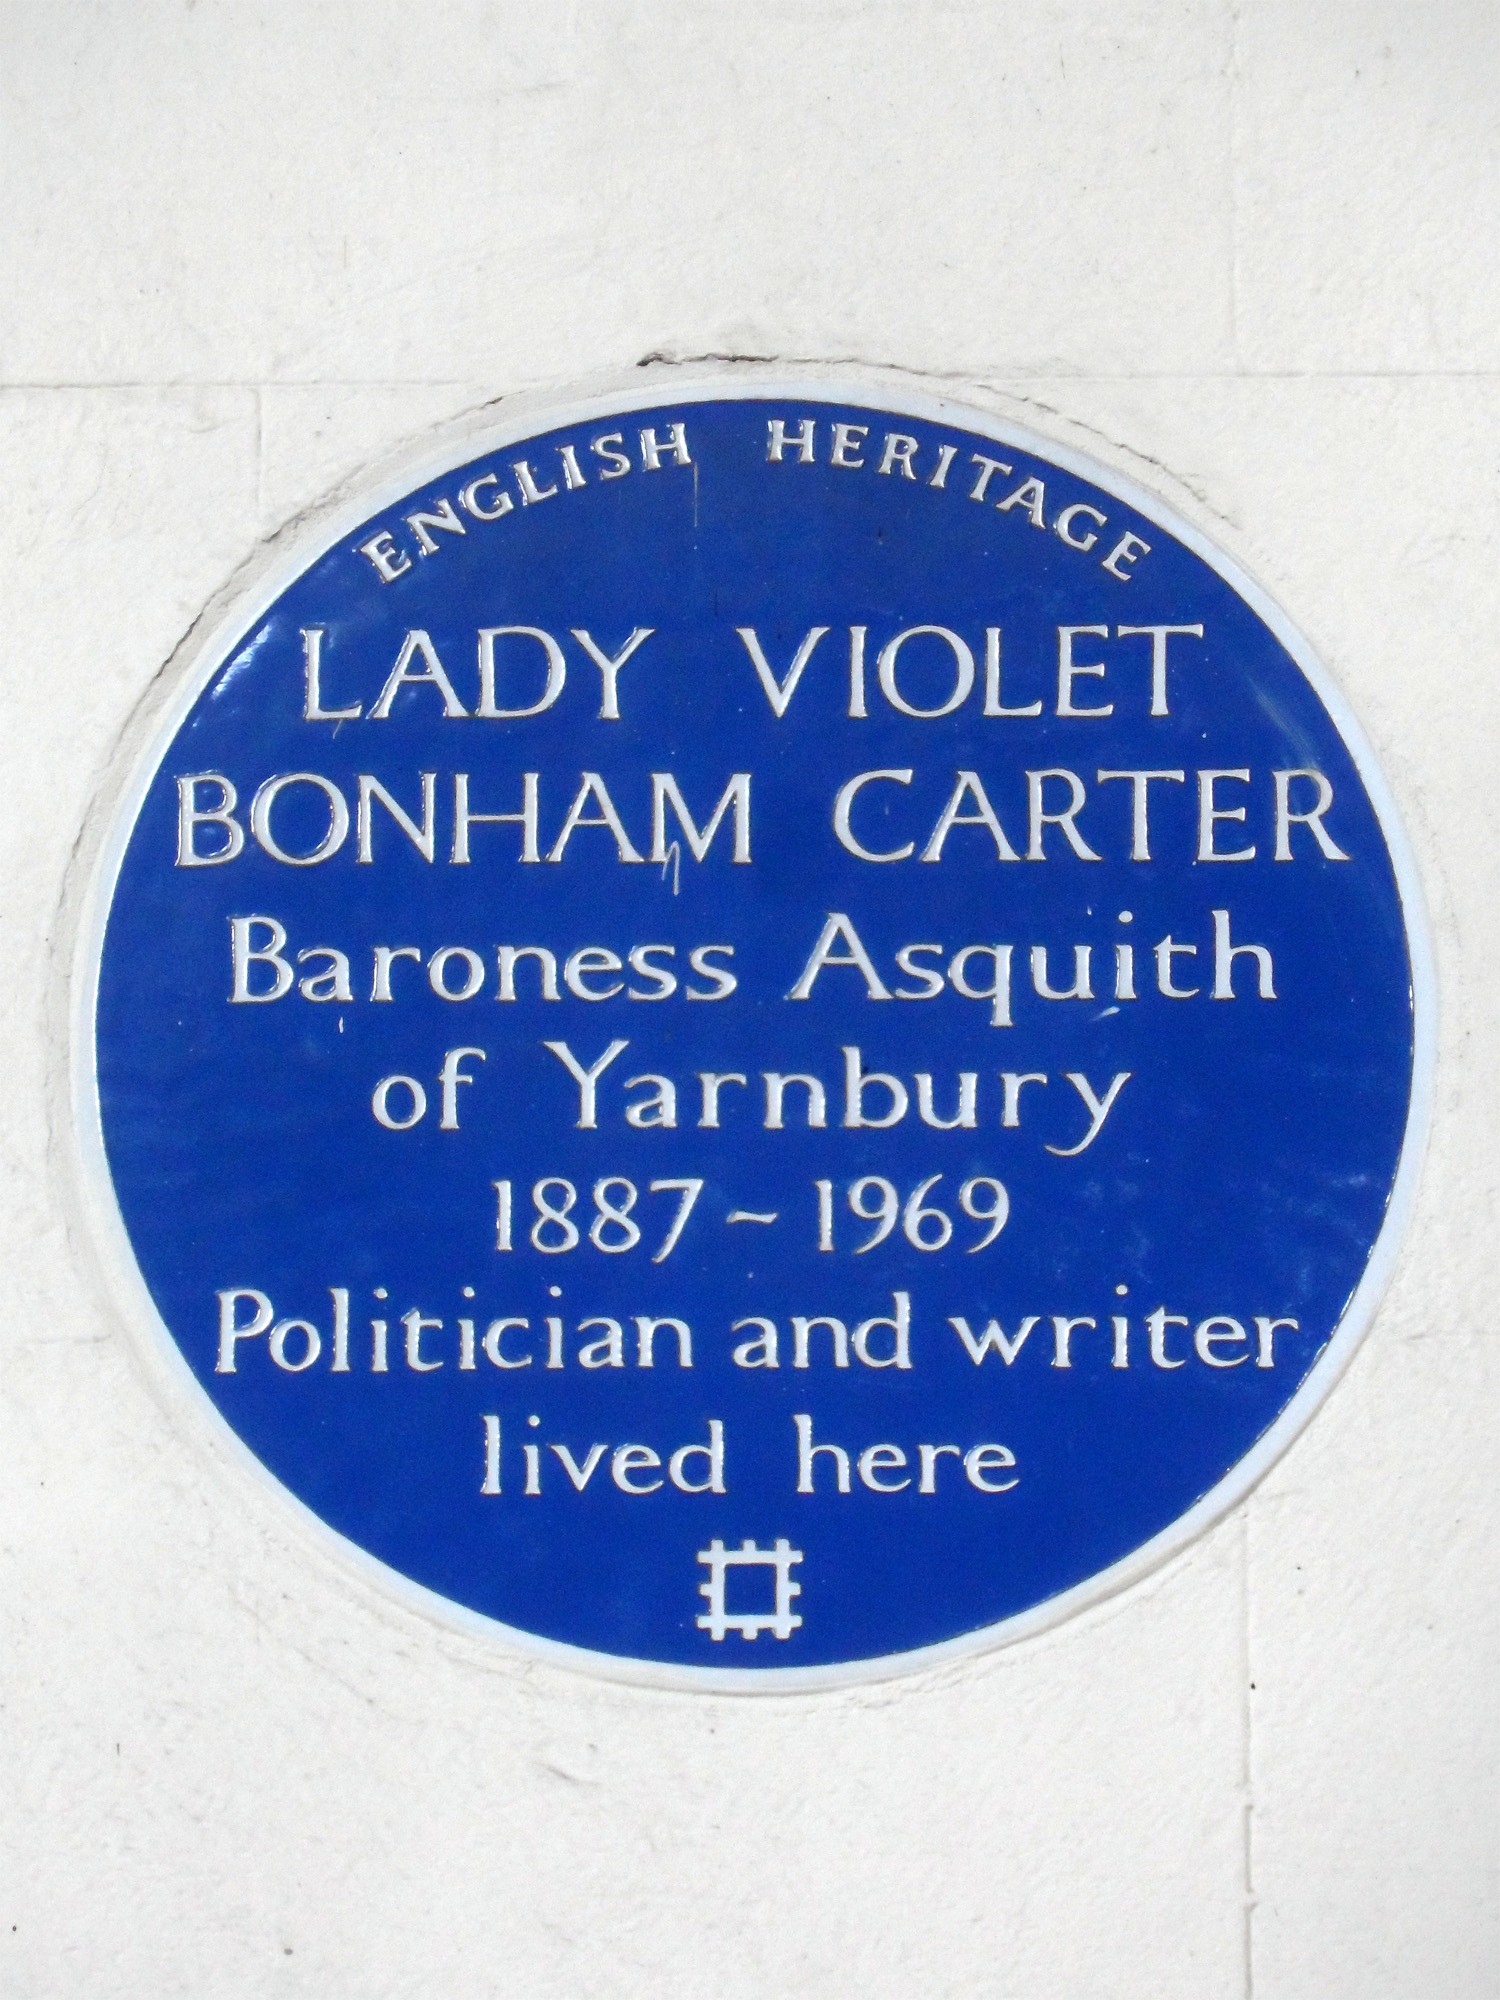 ENGLISH HERITAGE
LADY VIOLET
BONHAM CARTER
Baroness Asquith
of Yarnbury
1887 ~ 1969
Politician and writer
lived here